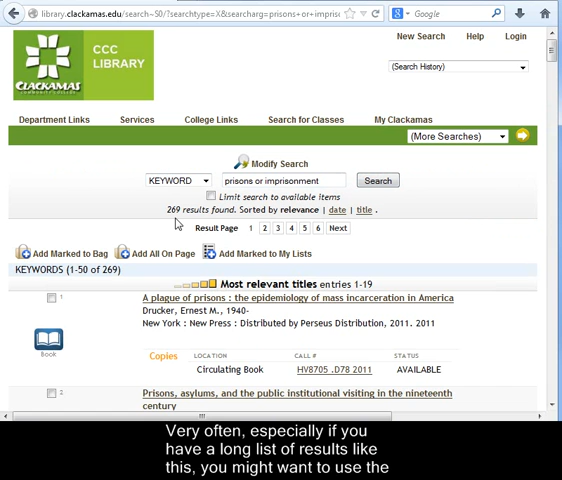 library.clackamas.edu/search~S0/?searchtype=X&searcharg=prisons+or+impriso
Google
CCC
LIBRARY
CLACKAMAS
COMMUNITY COLLEGE
New Search Help Login
(Search History)
Department Links Services College Links Search for Classes My Clackamas
(More Searches)
Modify Search
KEYWORD prisons or imprisonment Search
Limit search to available items
269 results found. Sorted by relevance | date | title .
Result Page 1 2 3 4 5 6 Next
Add Marked to Bag Add All On Page Add Marked to My Lists
KEYWORDS (1-50 of 269)
Most relevant titles entries 1-19
1 A plague of prisons : the epidemiology of mass incarceration in America
Drucker, Ernest M., 1940-
New York : New Press : Distributed by Perseus Distribution, 2011. 2011
Book
Copies LOCATION CALL # STATUS
Circulating Book HV8705 .D78 2011 AVAILABLE
2 Prisons, asylums, and the public institutional visiting in the nineteenth
century
Very often, especially if you
have a long list of results like
this, you might want to use the